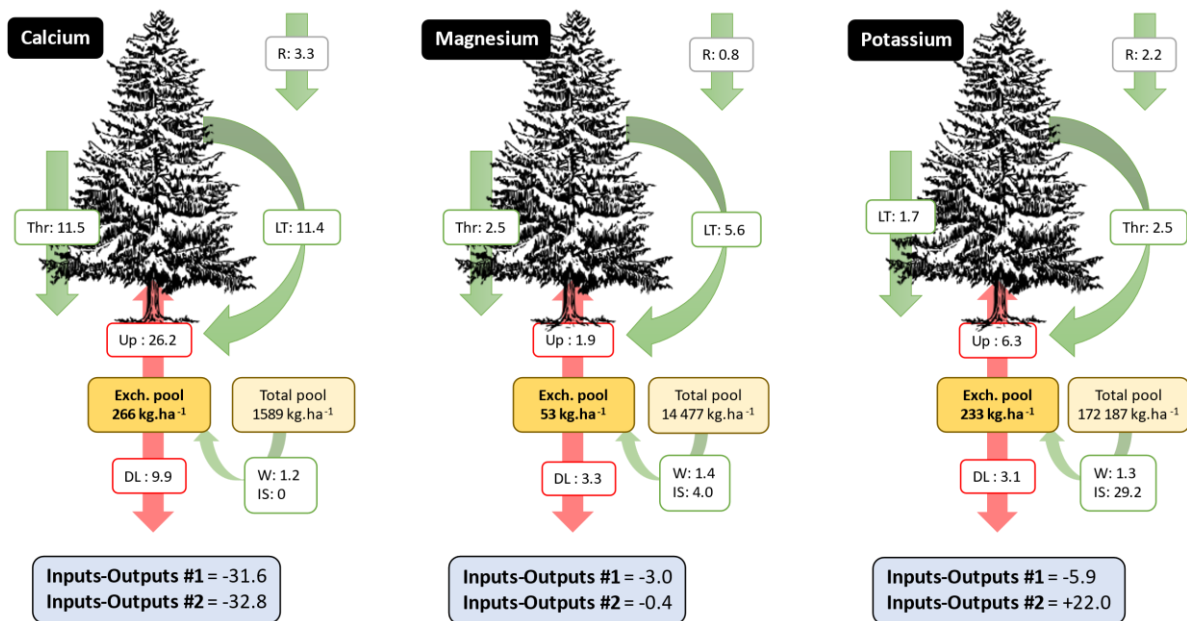 Calcium
R: 3.3
Thr: 11.5
LT: 11.4
Up : 26.2
Exch. pool
266 kg.ha⁻¹
Total pool
1589 kg.ha⁻¹
DL : 9.9
W: 1.2
IS: 0
Inputs-Outputs #1 = -31.6
Inputs-Outputs #2 = -32.8
Magnesium
R: 0.8
Thr: 2.5
LT: 5.6
Up : 1.9
Exch. pool
53 kg.ha⁻¹
Total pool
14 477 kg.ha⁻¹
DL : 3.3
W: 1.4
IS: 4.0
Inputs-Outputs #1 = -3.0
Inputs-Outputs #2 = -0.4
Potassium
R: 2.2
LT: 1.7
Thr: 2.5
Up : 6.3
Exch. pool
233 kg.ha⁻¹
Total pool
172 187 kg.ha⁻¹
DL : 3.1
W: 1.3
IS: 29.2
Inputs-Outputs #1 = -5.9
Inputs-Outputs #2 = +22.0